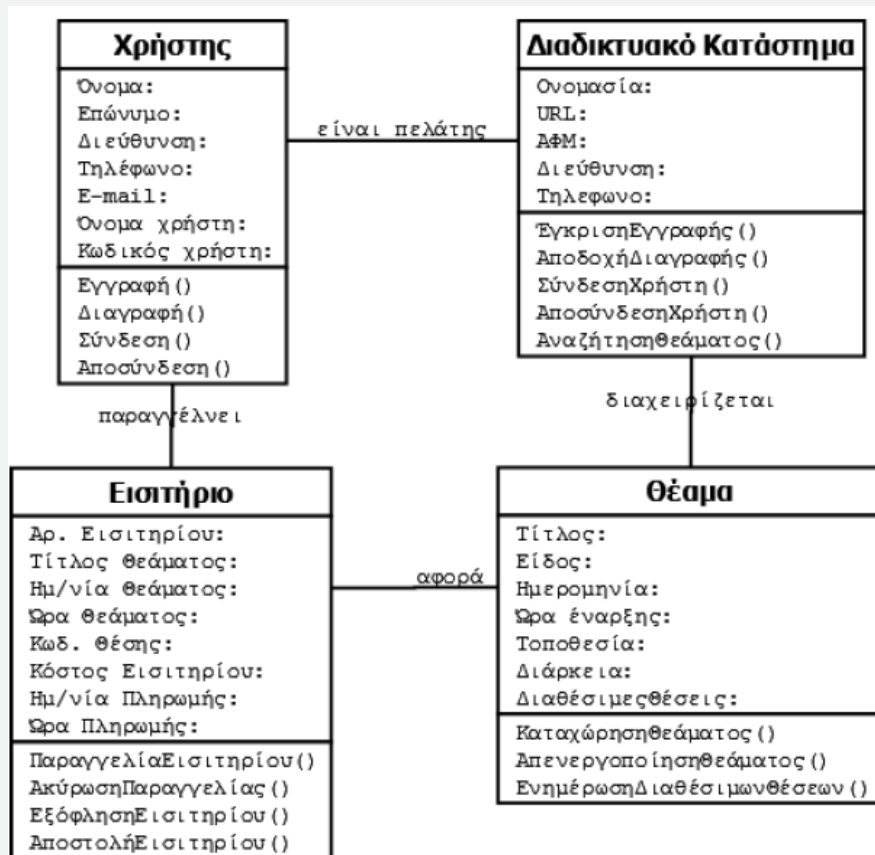 Χρήστης
Όνομα:
Επώνυμο:
Διεύθυνση:
Τηλέφωνο:
E-mail:
Όνομα χρήστη:
Κωδικός χρήστη:
Εγγραφή()
Διαγραφή()
Σύνδεση()
Αποσύνδεση()
είναι πελάτης
Διαδικτυακό Κατάστημα
Ονομασία:
URL:
ΑΦΜ:
Διεύθυνση:
Τηλεφωνο:
ΈγκρισηΕγγραφής()
ΑποδοχήΔιαγραφής()
ΣύνδεσηΧρήστη()
ΑποσύνδεσηΧρήστη()
ΑναζήτησηΘεάματος()
παραγγέλνει
διαχειρίζεται
Εισιτήριο
Αρ. Εισιτηρίου:
Τίτλος Θεάματος:
Ημ/νία Θεάματος:
Ώρα Θεάματος:
Κωδ. Θέσης:
Κόστος Εισιτηρίου:
Ημ/νία Πληρωμής:
Ώρα Πληρωμής:
ΠαραγγελίαΕισιτηρίου()
ΑκύρωσηΠαραγγελίας()
ΕξόφλησηΕισιτηρίου()
ΑποστολήΕισιτηρίου()
αφορά
Θέαμα
Τίτλος:
Είδος:
Ημερομηνία:
Ώρα έναρξης:
Τοποθεσία:
Διάρκεια:
ΔιαθέσιμεςΘέσεις:
ΚαταχώρησηΘεάματος()
ΑπενεργοποίησηΘεάματος()
ΕνημέρωσηΔιαθέσιμωνΘέσεων()